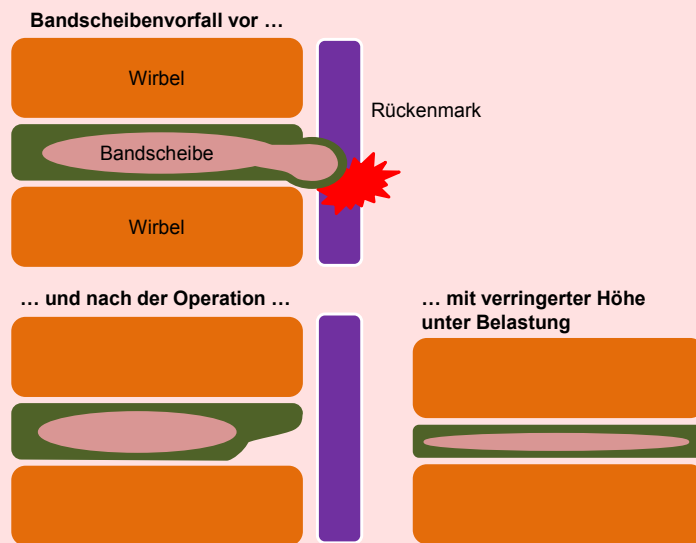 Bandscheibenvorfall vor …
Wirbel
Rückenmark
Bandscheibe
Wirbel
… und nach der Operation …
… mit verringerter Höhe
unter Belastung